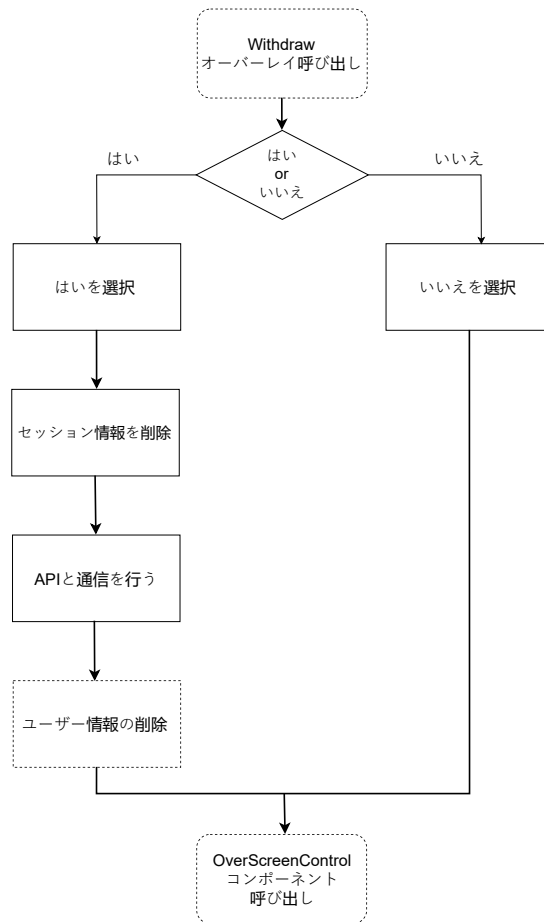 Withdraw
オーバーレイ呼び出し
はい
はい
or
いいえ
いいえ
はいを選択
いいえを選択
セッション情報を削除
APIと通信を行う
ユーザー情報の削除
OverScreenControl
コンポーネント
呼び出し